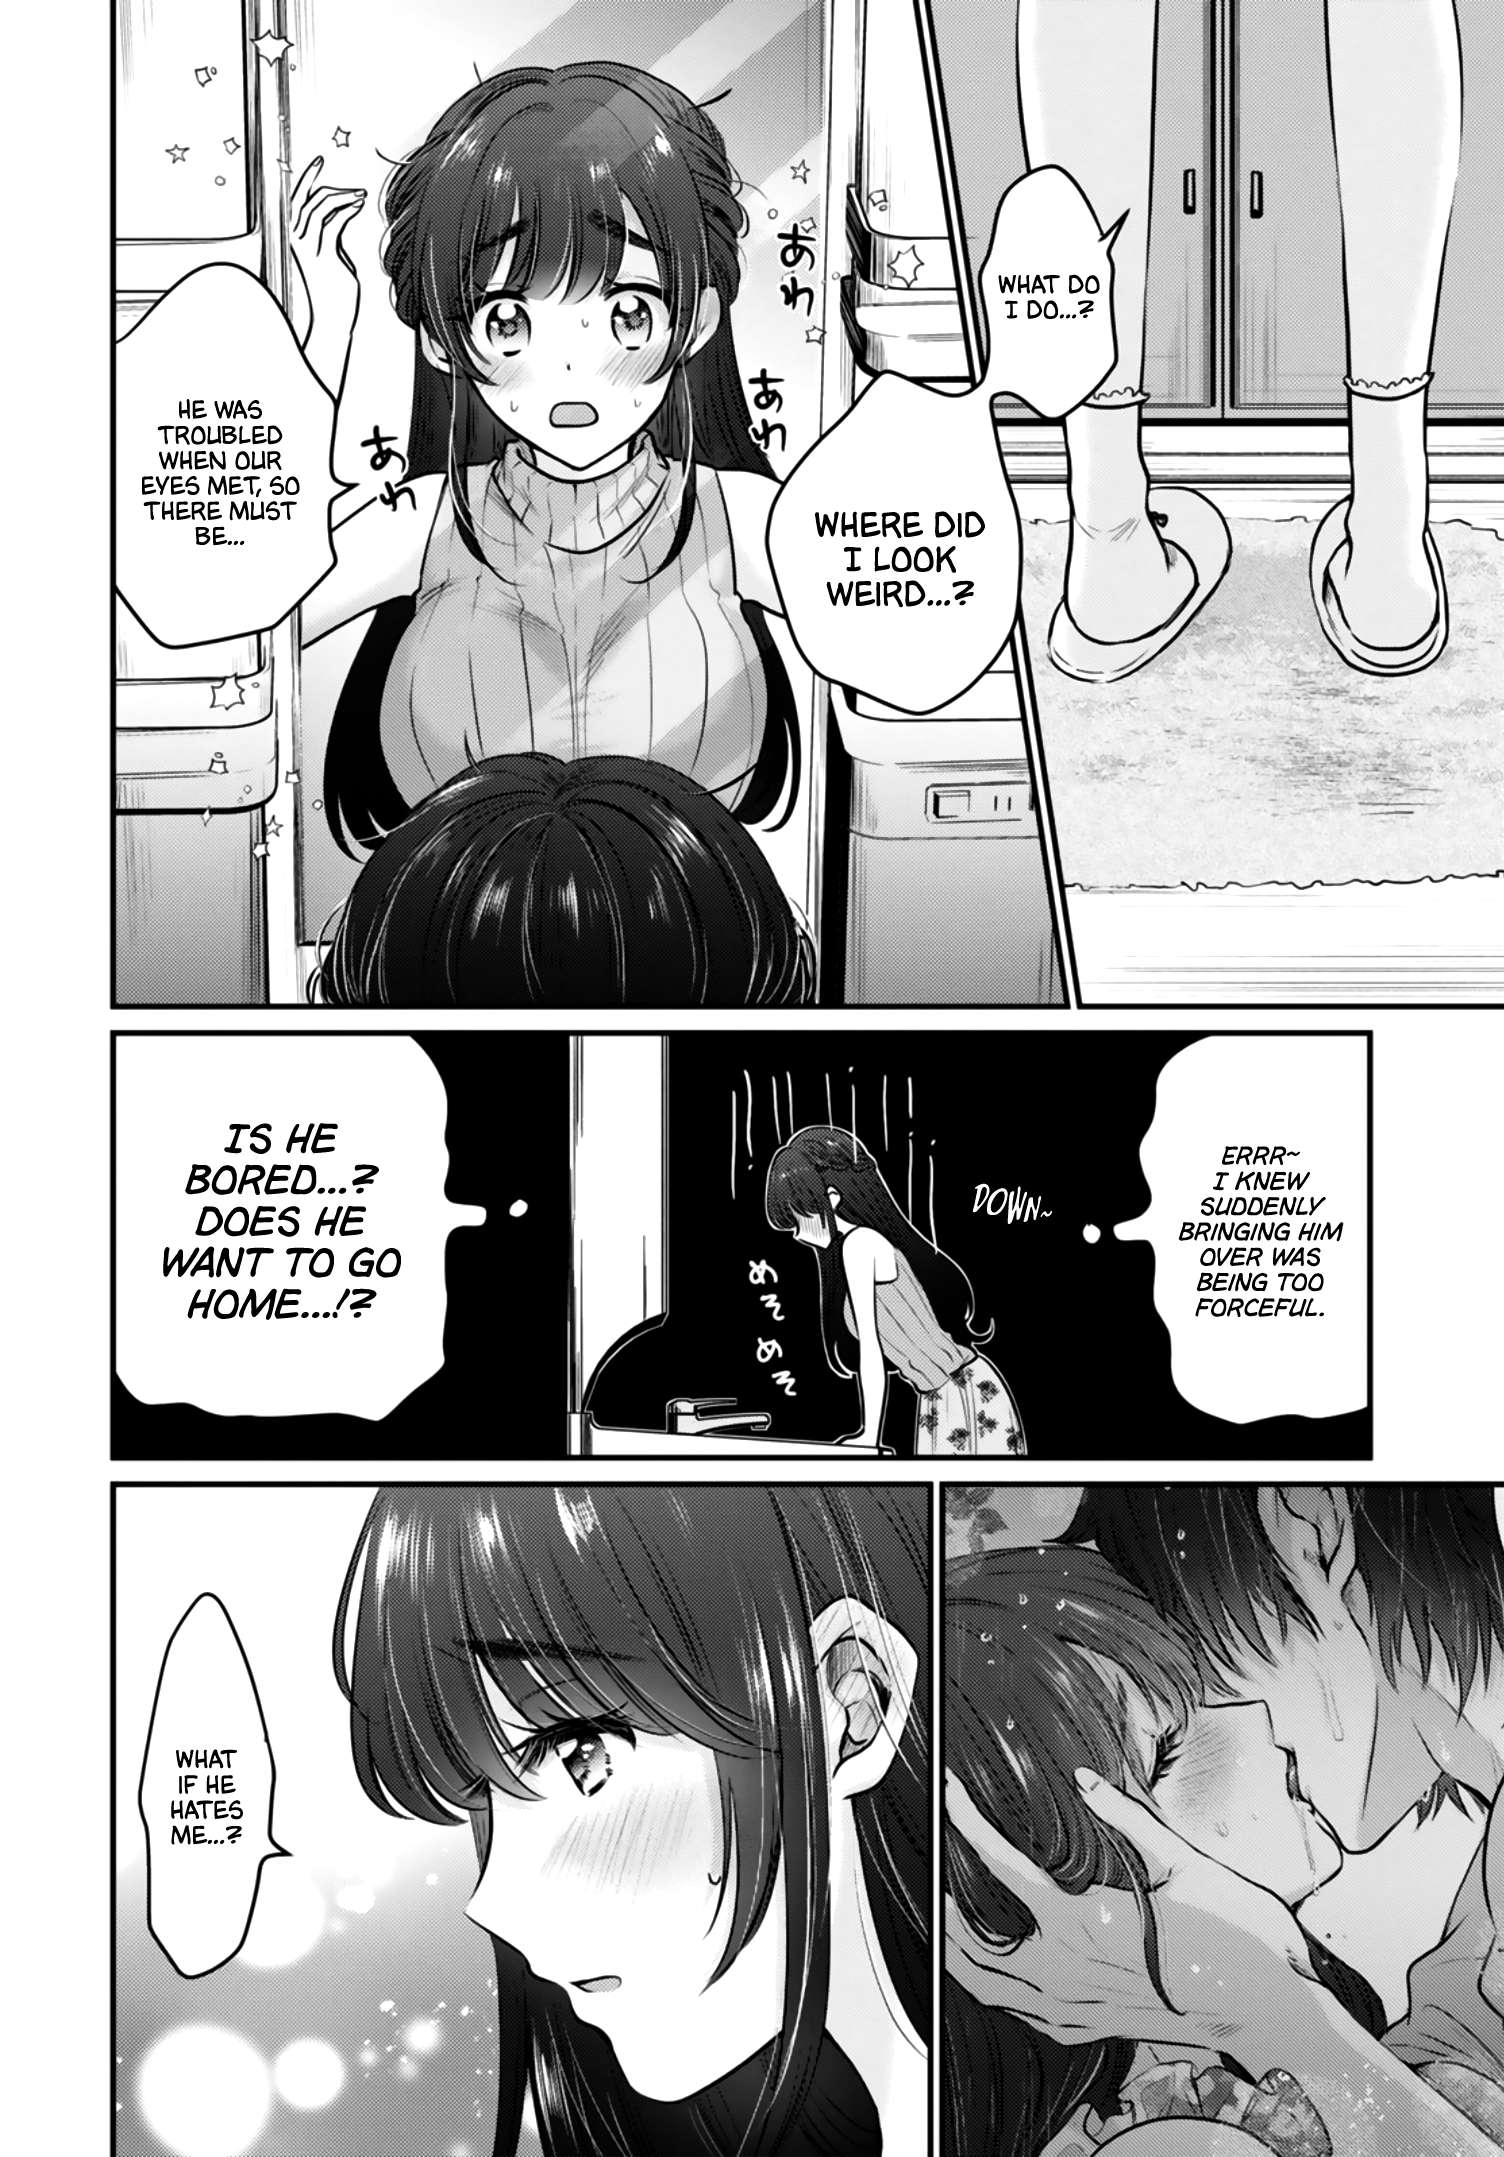 WHAT DO
I DO...?
WHERE DID
I LOOK
WEIRD...?
あわ
あわ
あわ
HE WAS
TROUBLED
WHEN OUR
EYES MET, SO
THERE MUST
BE...
ERRR~
I KNEW
SUDDENLY
BRINGING HIM
OVER WAS
BEING TOO
FORCEFUL.
DOWN~
めそ
めそ
IS HE
BORED...?
DOES HE
WANT TO GO
HOME...!?
WHAT
IF HE
HATES
ME...?